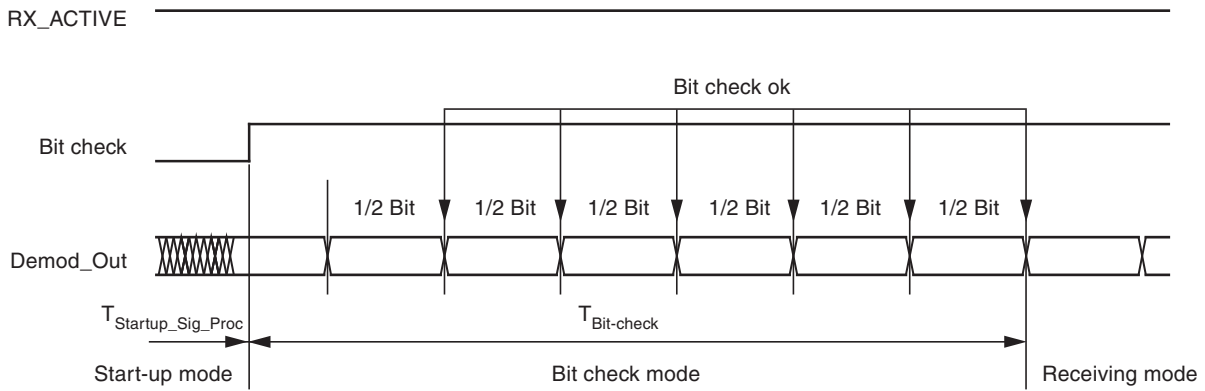 RX_ACTIVE
Bit check ok
Bit check
1/2 Bit 1/2 Bit 1/2 Bit 1/2 Bit 1/2 Bit 1/2 Bit
Demod_Out
TStartup_Sig_Proc TBit-check
Start-up mode Bit check mode Receiving mode